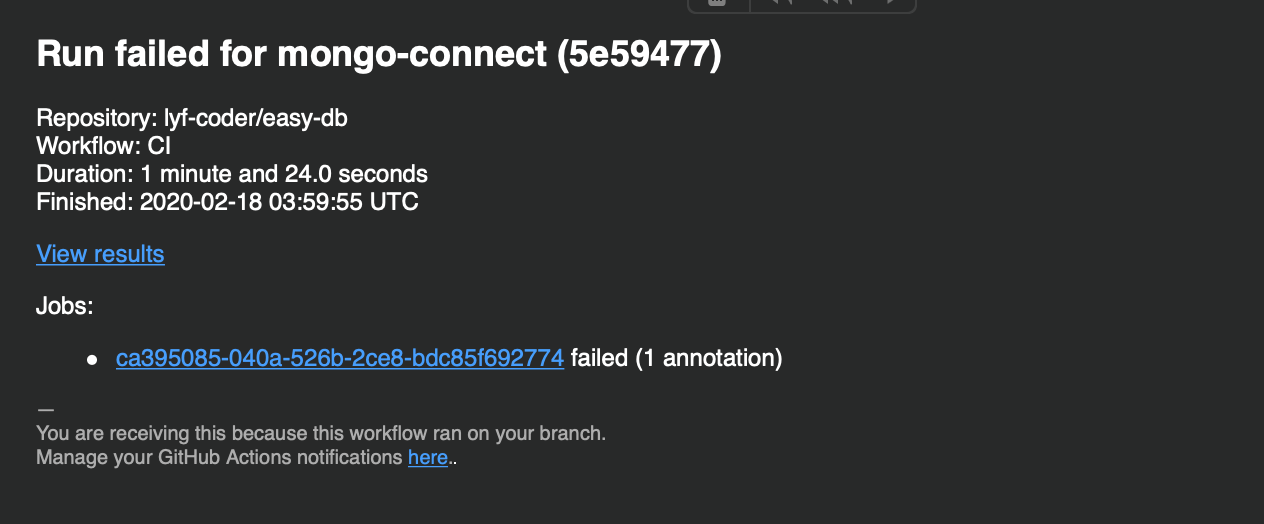 Run failed for mongo-connect (5e59477)
Repository: lyf-coder/easy-db
Workflow: CI
Duration: 1 minute and 24.0 seconds
Finished: 2020-02-18 03:59:55 UTC
View results
Jobs:
• ca395085-040a-526b-2ce8-bdc85f692774 failed (1 annotation)
—
You are receiving this because this workflow ran on your branch.
Manage your GitHub Actions notifications here..